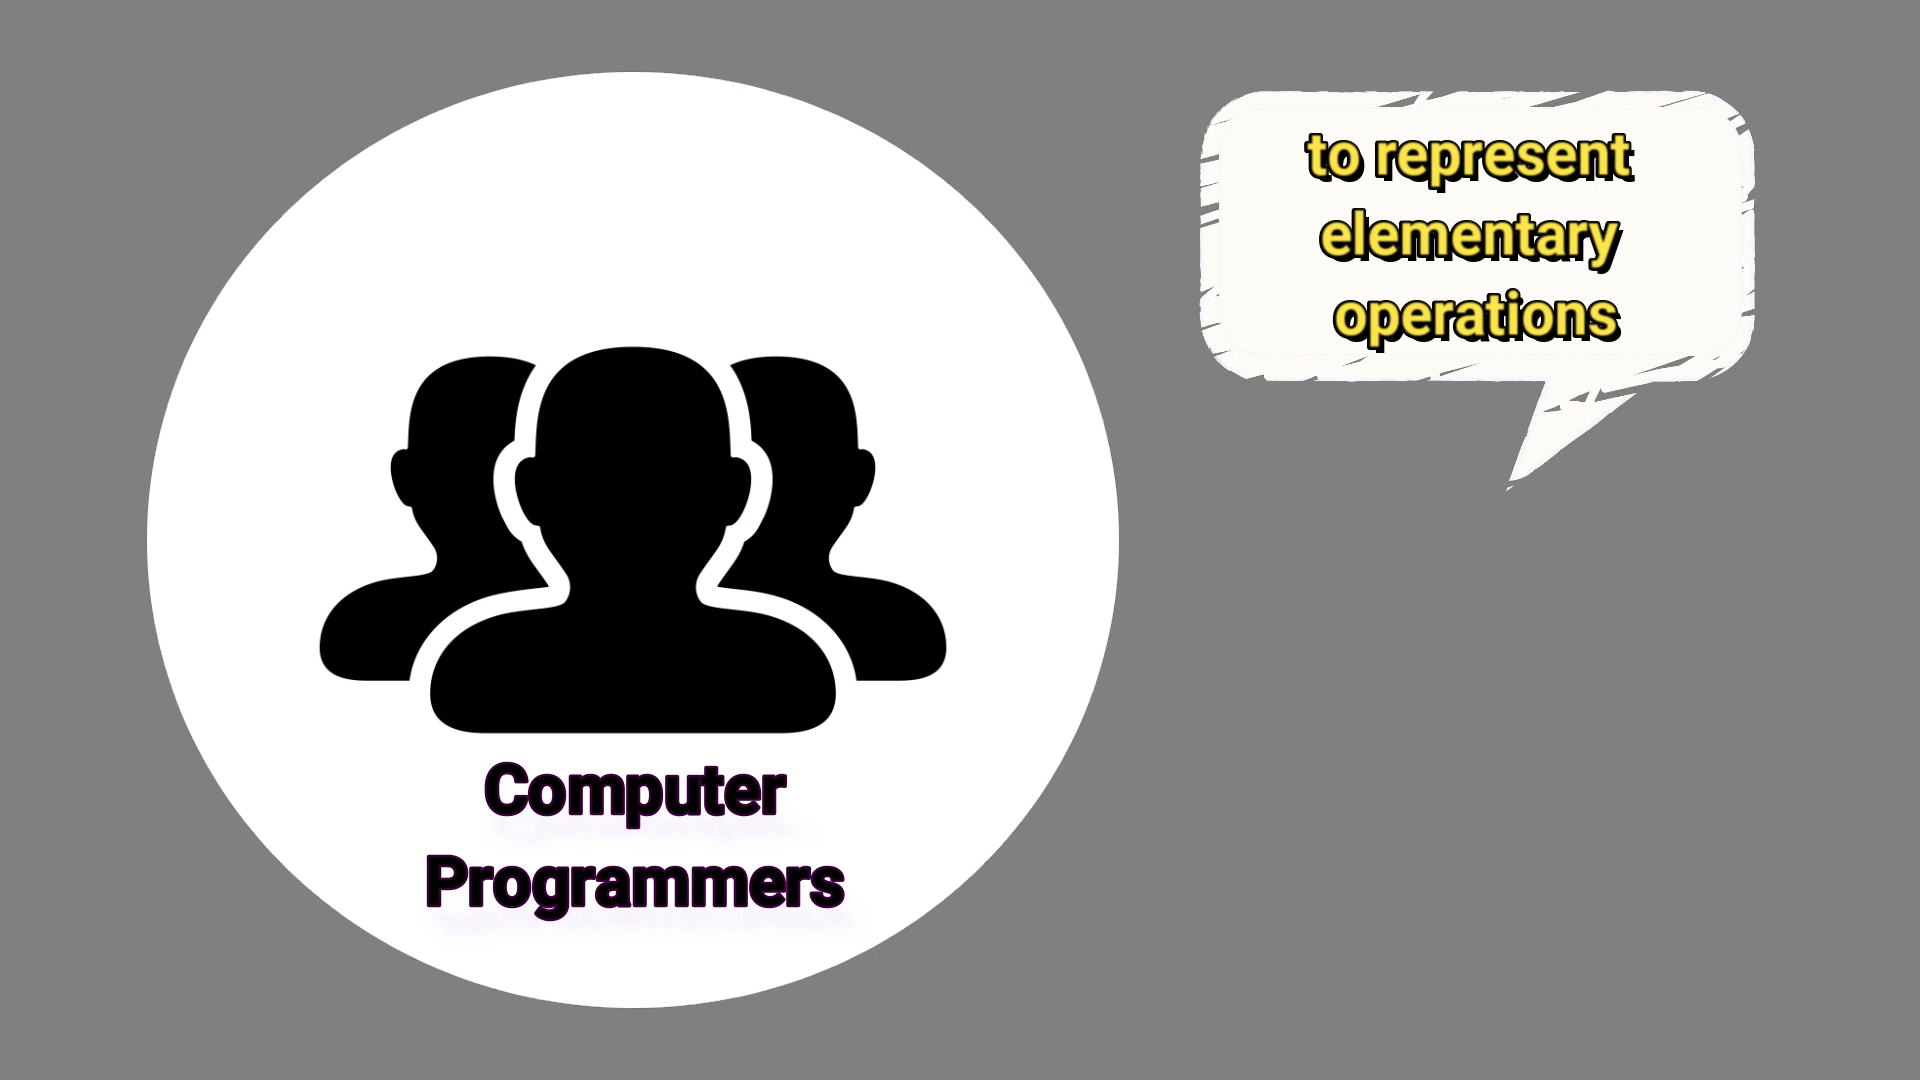 to represent
elementary
operations
Computer
Programmers